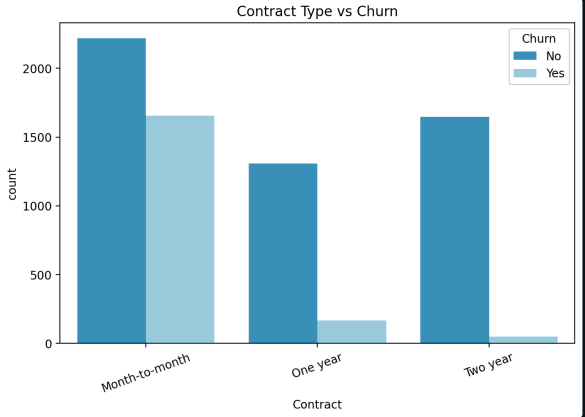 Contract Type vs Churn
Churn
No
Yes
2000
1500
1000
500
0
count
Month-to-month
One year
Two year
Contract